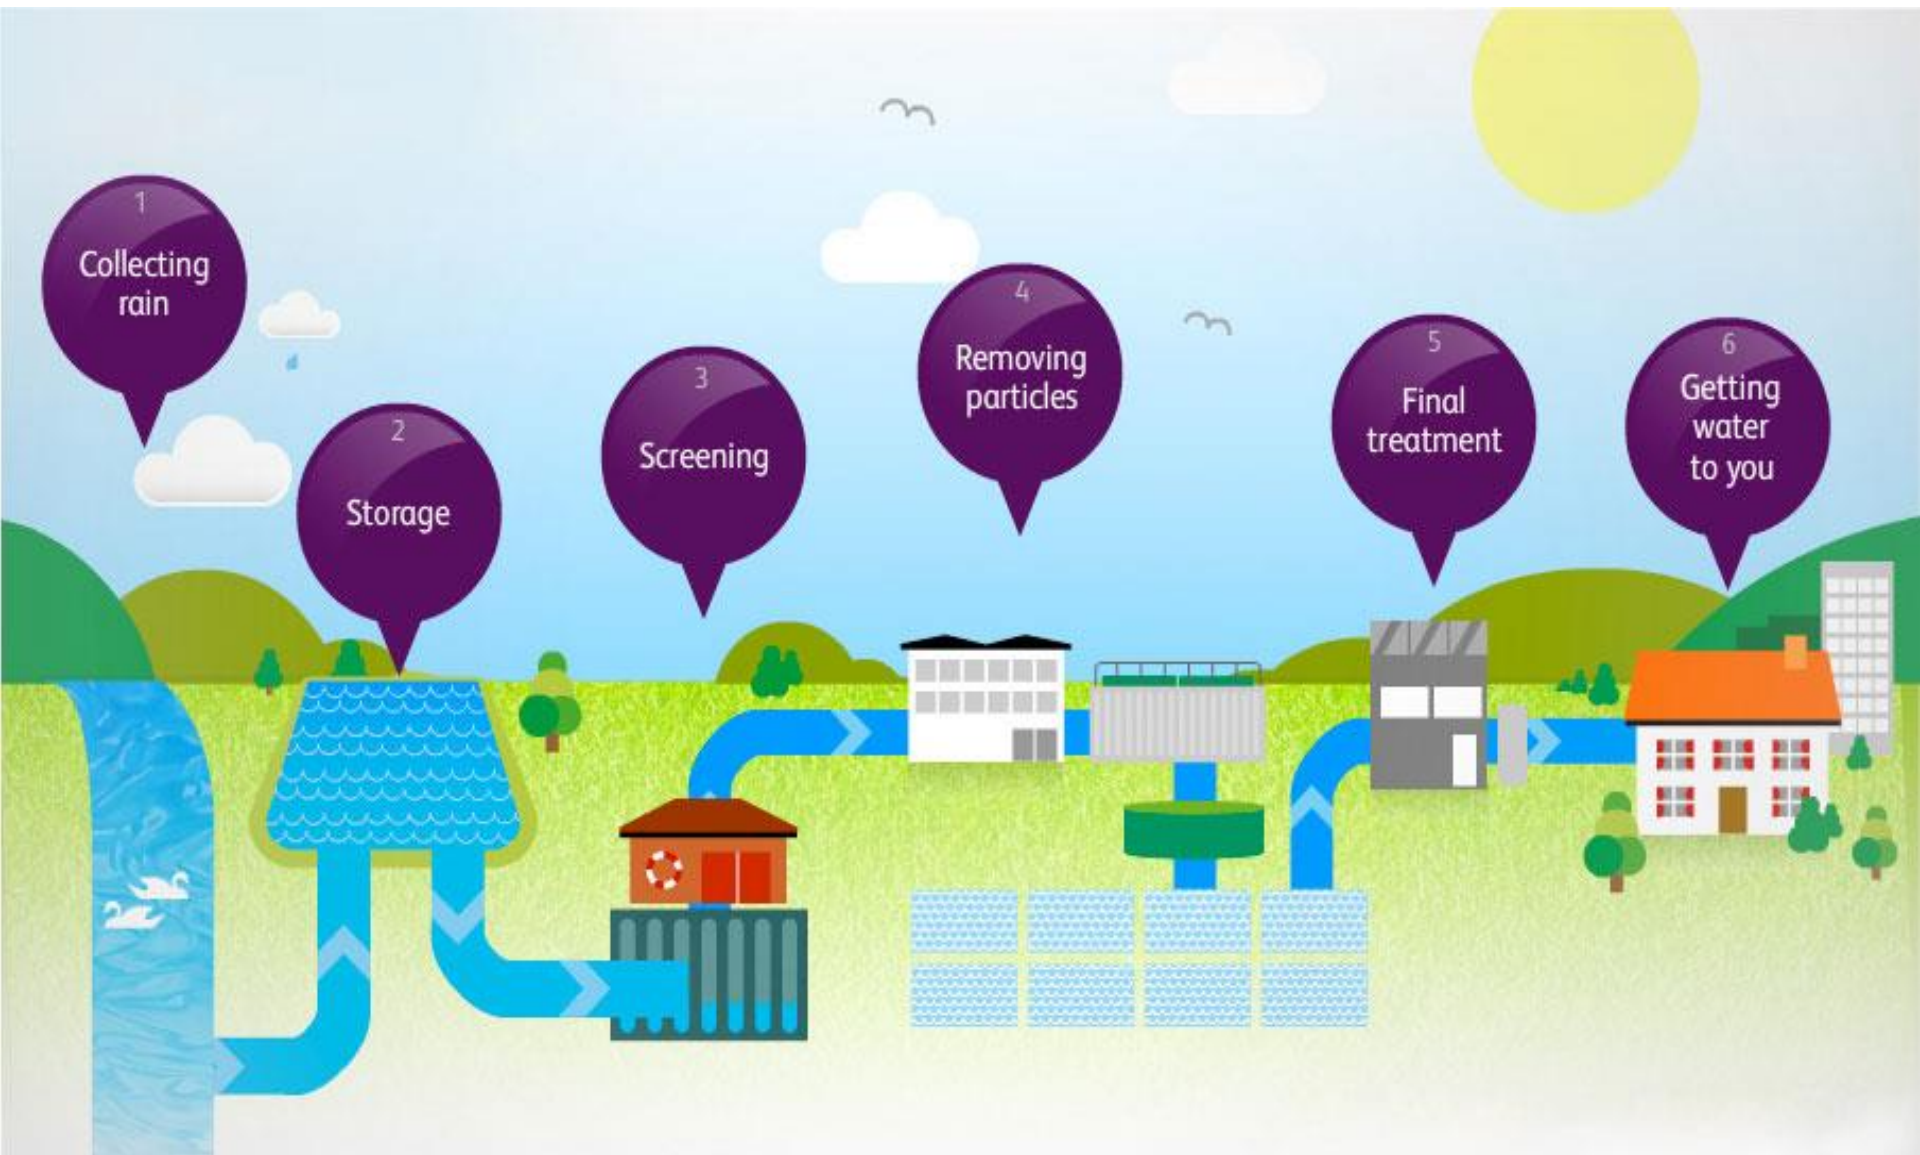 1
Collecting
rain
2
Storage
3
Screening
4
Removing
particles
5
Final
treatment
6
Getting
water
to you